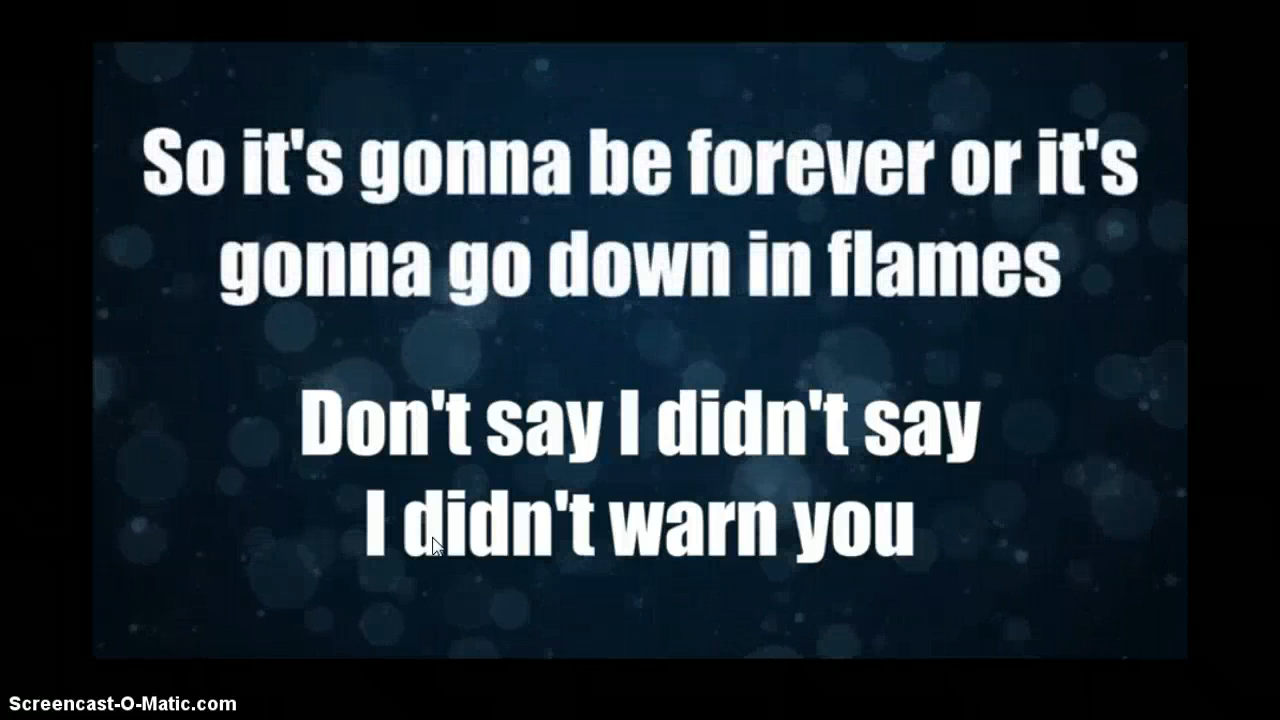 So it's gonna be forever or it's
gonna go down in flames
Don't say I didn't say
I didn't warn you
Screencast-O-Matic.com